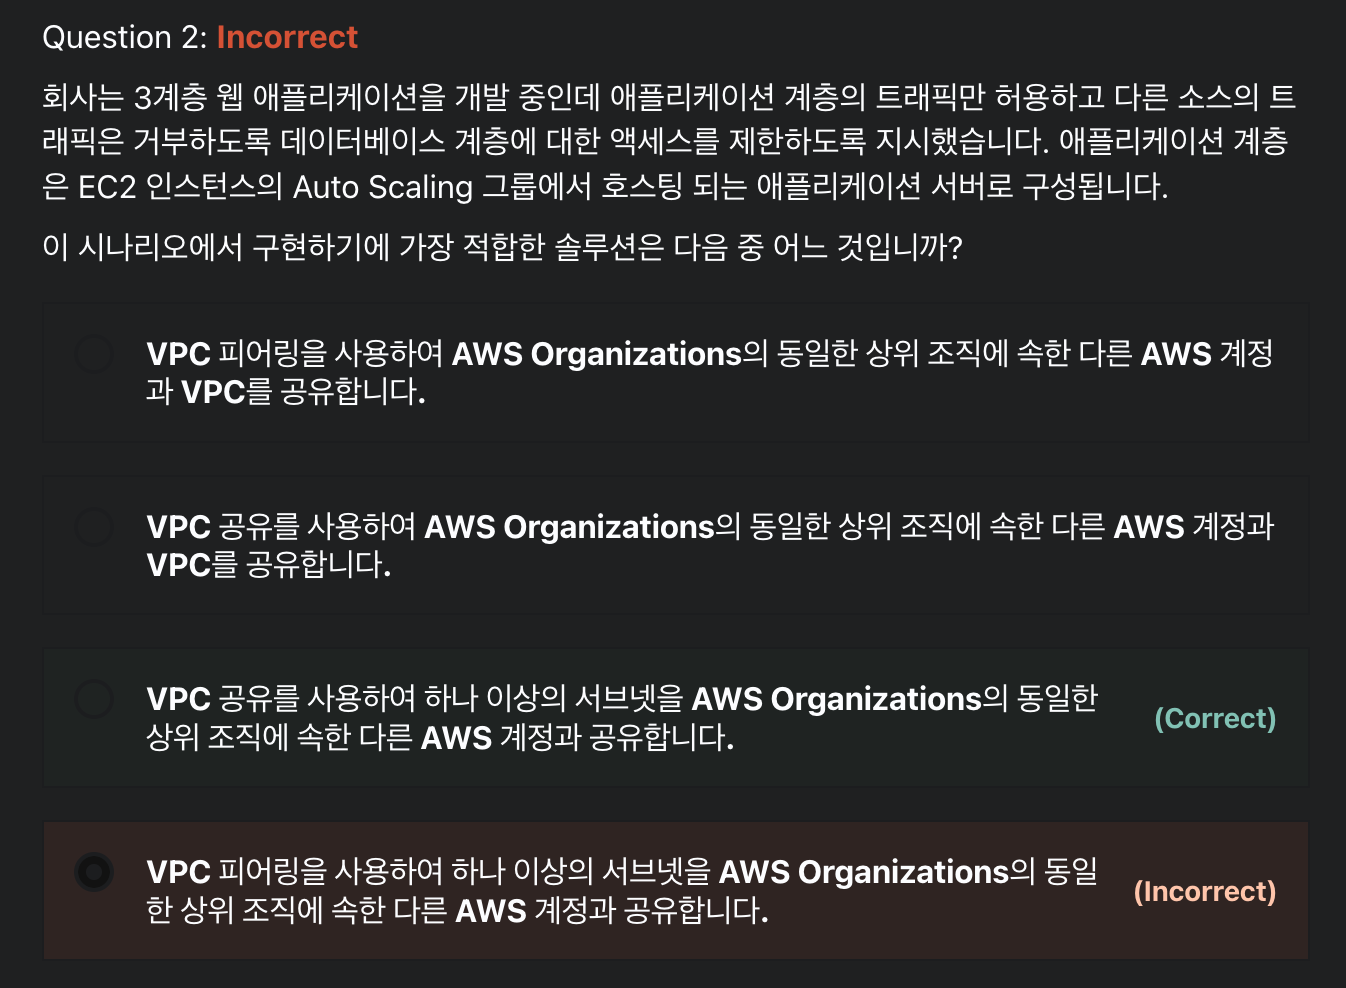 Question 2: Incorrect
회사는 3계층 웹 애플리케이션을 개발 중인데 애플리케이션 계층의 트래픽만 허용하고 다른 소스의 트
래픽은 거부하도록 데이터베이스 계층에 대한 액세스를 제한하도록 지시했습니다. 애플리케이션 계층
은 EC2 인스턴스의 Auto Scaling 그룹에서 호스팅 되는 애플리케이션 서버로 구성됩니다.
이 시나리오에서 구현하기에 가장 적합한 솔루션은 다음 중 어느 것입니까?
VPC 피어링을 사용하여 AWS Organizations의 동일한 상위 조직에 속한 다른 AWS 계정
과 VPC를 공유합니다.
VPC 공유를 사용하여 AWS Organizations의 동일한 상위 조직에 속한 다른 AWS 계정과
VPC를 공유합니다.
VPC 공유를 사용하여 하나 이상의 서브넷을 AWS Organizations의 동일한
상위 조직에 속한 다른 AWS 계정과 공유합니다.
(Correct)
VPC 피어링을 사용하여 하나 이상의 서브넷을 AWS Organizations의 동일
한 상위 조직에 속한 다른 AWS 계정과 공유합니다.
(Incorrect)